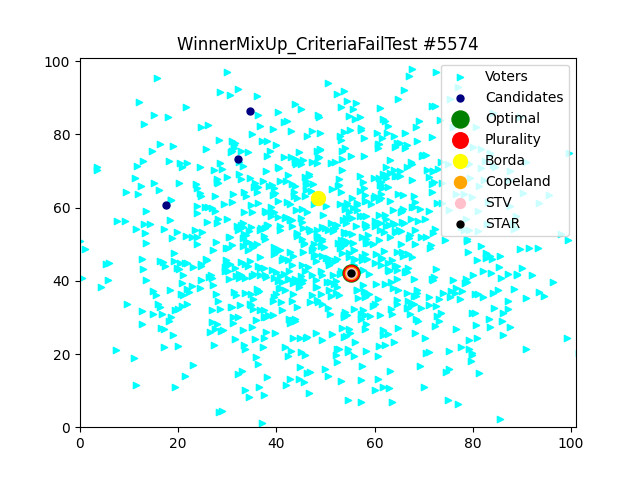 WinnerMixUp_CriteriaFailTest #5574
100
80
60
40
20
0
0
20
40
60
80
100
Voters
Candidates
Optimal
Plurality
Borda
Copeland
STV
STAR